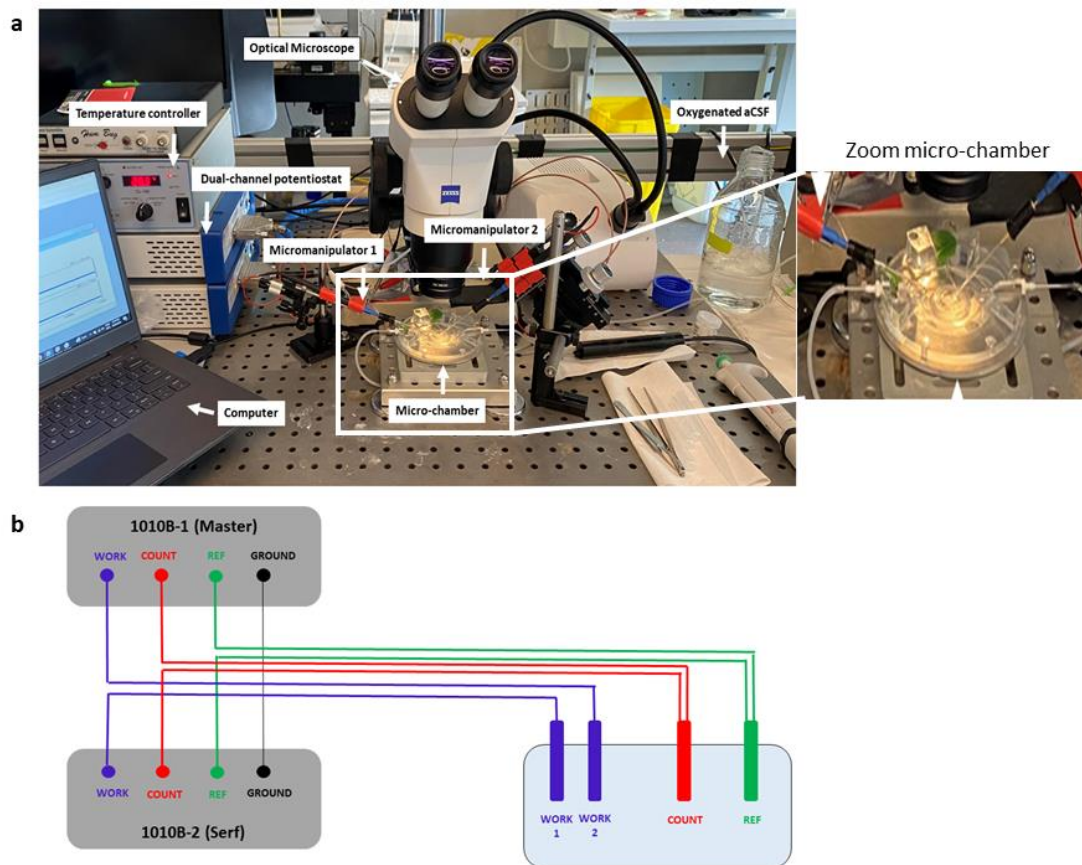 a
Optical Microscope
Temperature controller
Oxygenated aCSF
Zoom micro-chamber
Hum Bug
Dual-channel potentiostat
ZEISS
Micromanipulator 2
Micromanipulator 1
Computer
Micro-chamber
b
1010B-1 (Master)
WORK COUNT REF GROUND
WORK COUNT REF GROUND
1010B-2 (Serf)
WORK WORK COUNT REF
1 2